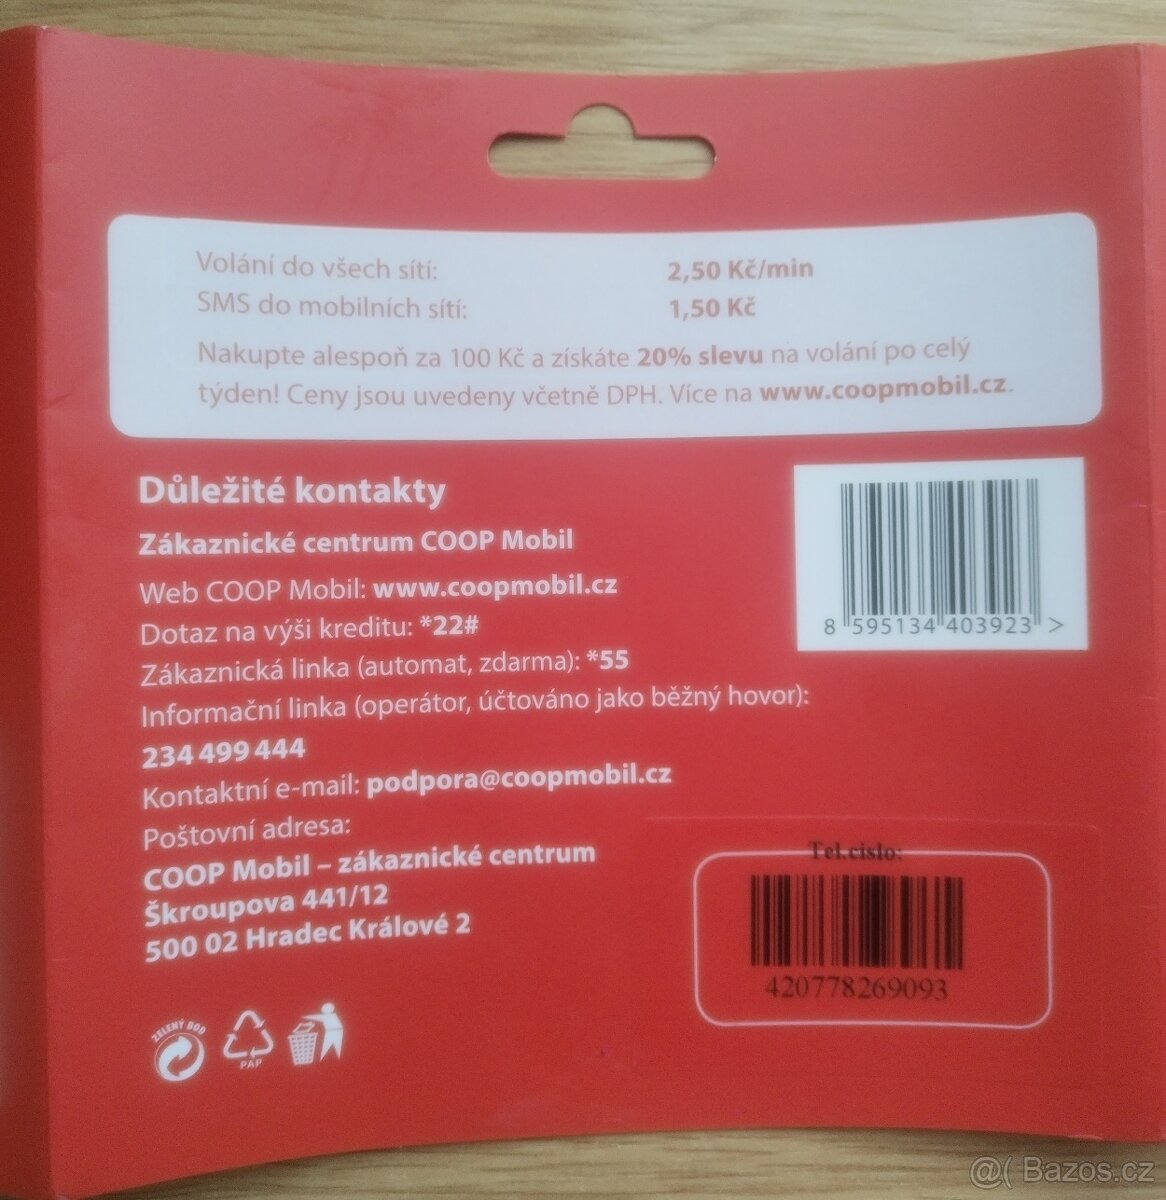 Volání do všech sítí: 2,50 Kč/min
SMS do mobilních sítí: 1,50 Kč
Nakupte alespoň za 100 Kč a získáte 20% slevu na volání po celý
týden! Ceny jsou uvedeny včetně DPH. Více na www.coopmobil.cz.
Důležité kontakty
Zákaznické centrum COOP Mobil
Web COOP Mobil: www.coopmobil.cz
Dotaz na výši kreditu: *22#
Zákaznická linka (automat, zdarma): *55
Informační linka (operátor, účtováno jako běžný hovor):
234 499 444
Kontaktní e-mail: podpora@coopmobil.cz
Poštovní adresa:
COOP Mobil – zákaznické centrum
Škroupova 441/12
500 02 Hradec Králové 2
8 595134 403923 >
Tel.cislo:
420778269093
ZELENÝ BOD
PAP
@( Bazos.cz